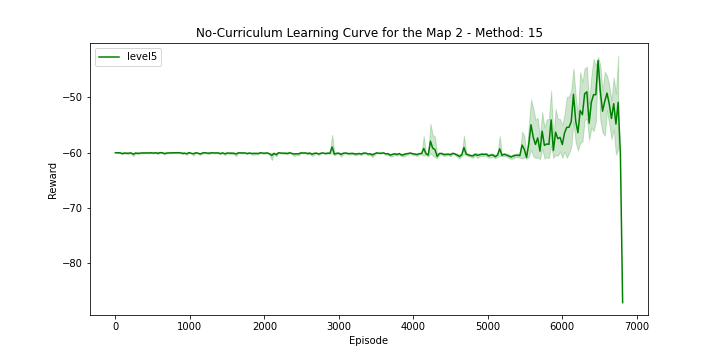 No-Curriculum Learning Curve for the Map 2 - Method: 15
level5
Reward
−50
−60
−70
−80
0 1000 2000 3000 4000 5000 6000 7000
Episode